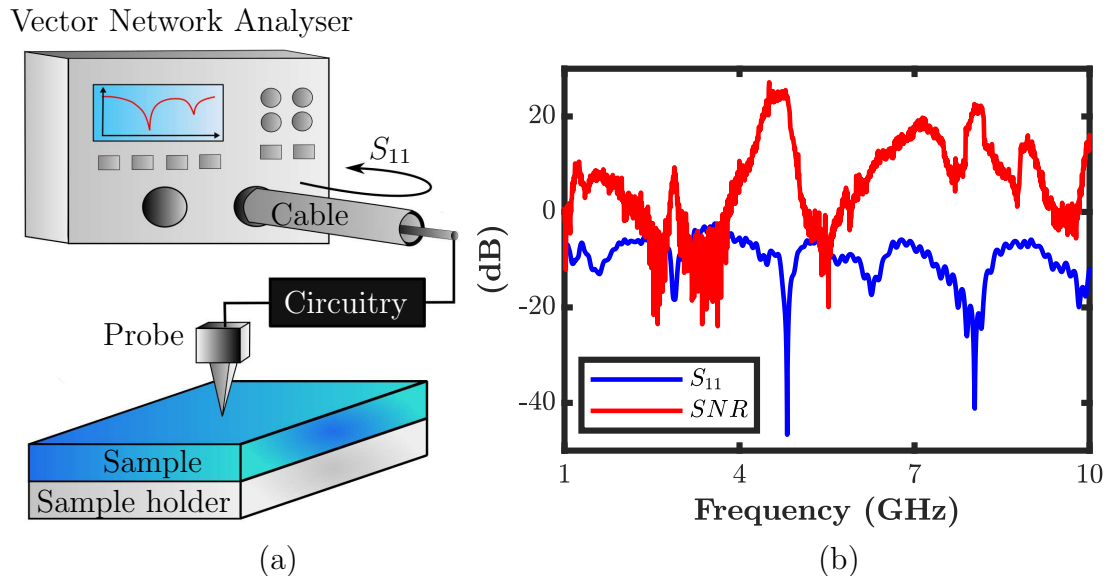 Vector Network Analyser
S₁₁
Cable
Circuitry
Probe
Sample
Sample holder
(a)
20
0
-20
-40
(dB)
S₁₁
SNR
1 4 7 10
Frequency (GHz)
(b)